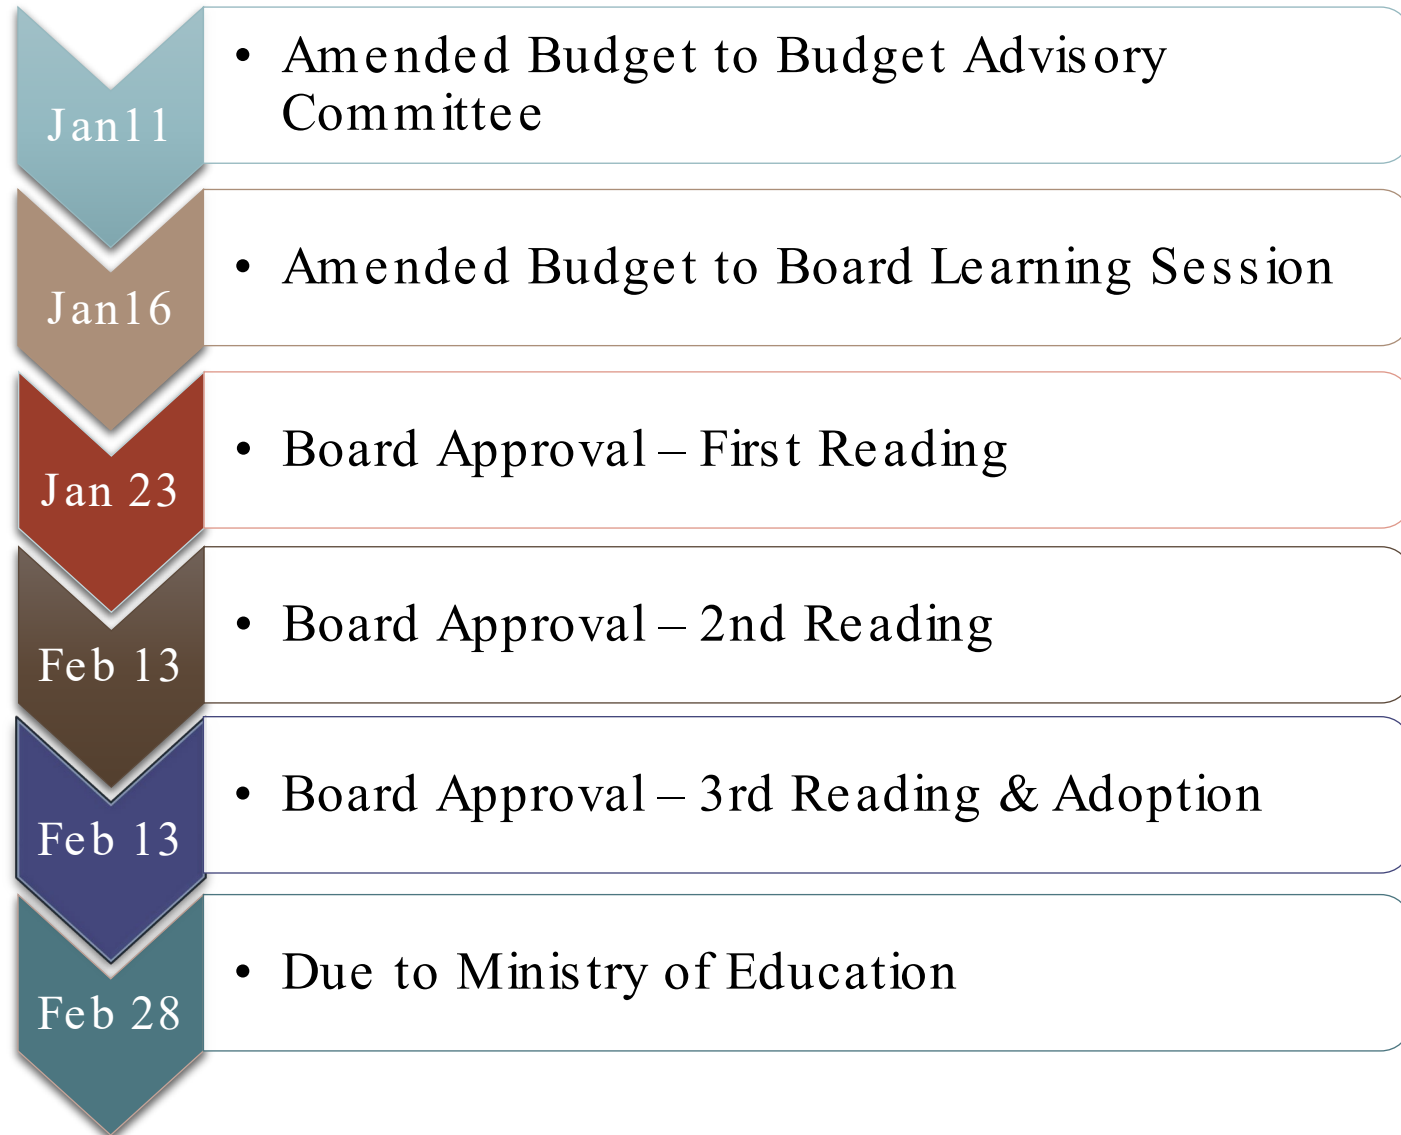 Jan11
• Amended Budget to Budget Advisory
Committee
Jan16
• Amended Budget to Board Learning Session
Jan 23
• Board Approval – First Reading
Feb 13
• Board Approval – 2nd Reading
Feb 13
• Board Approval – 3rd Reading & Adoption
Feb 28
• Due to Ministry of Education